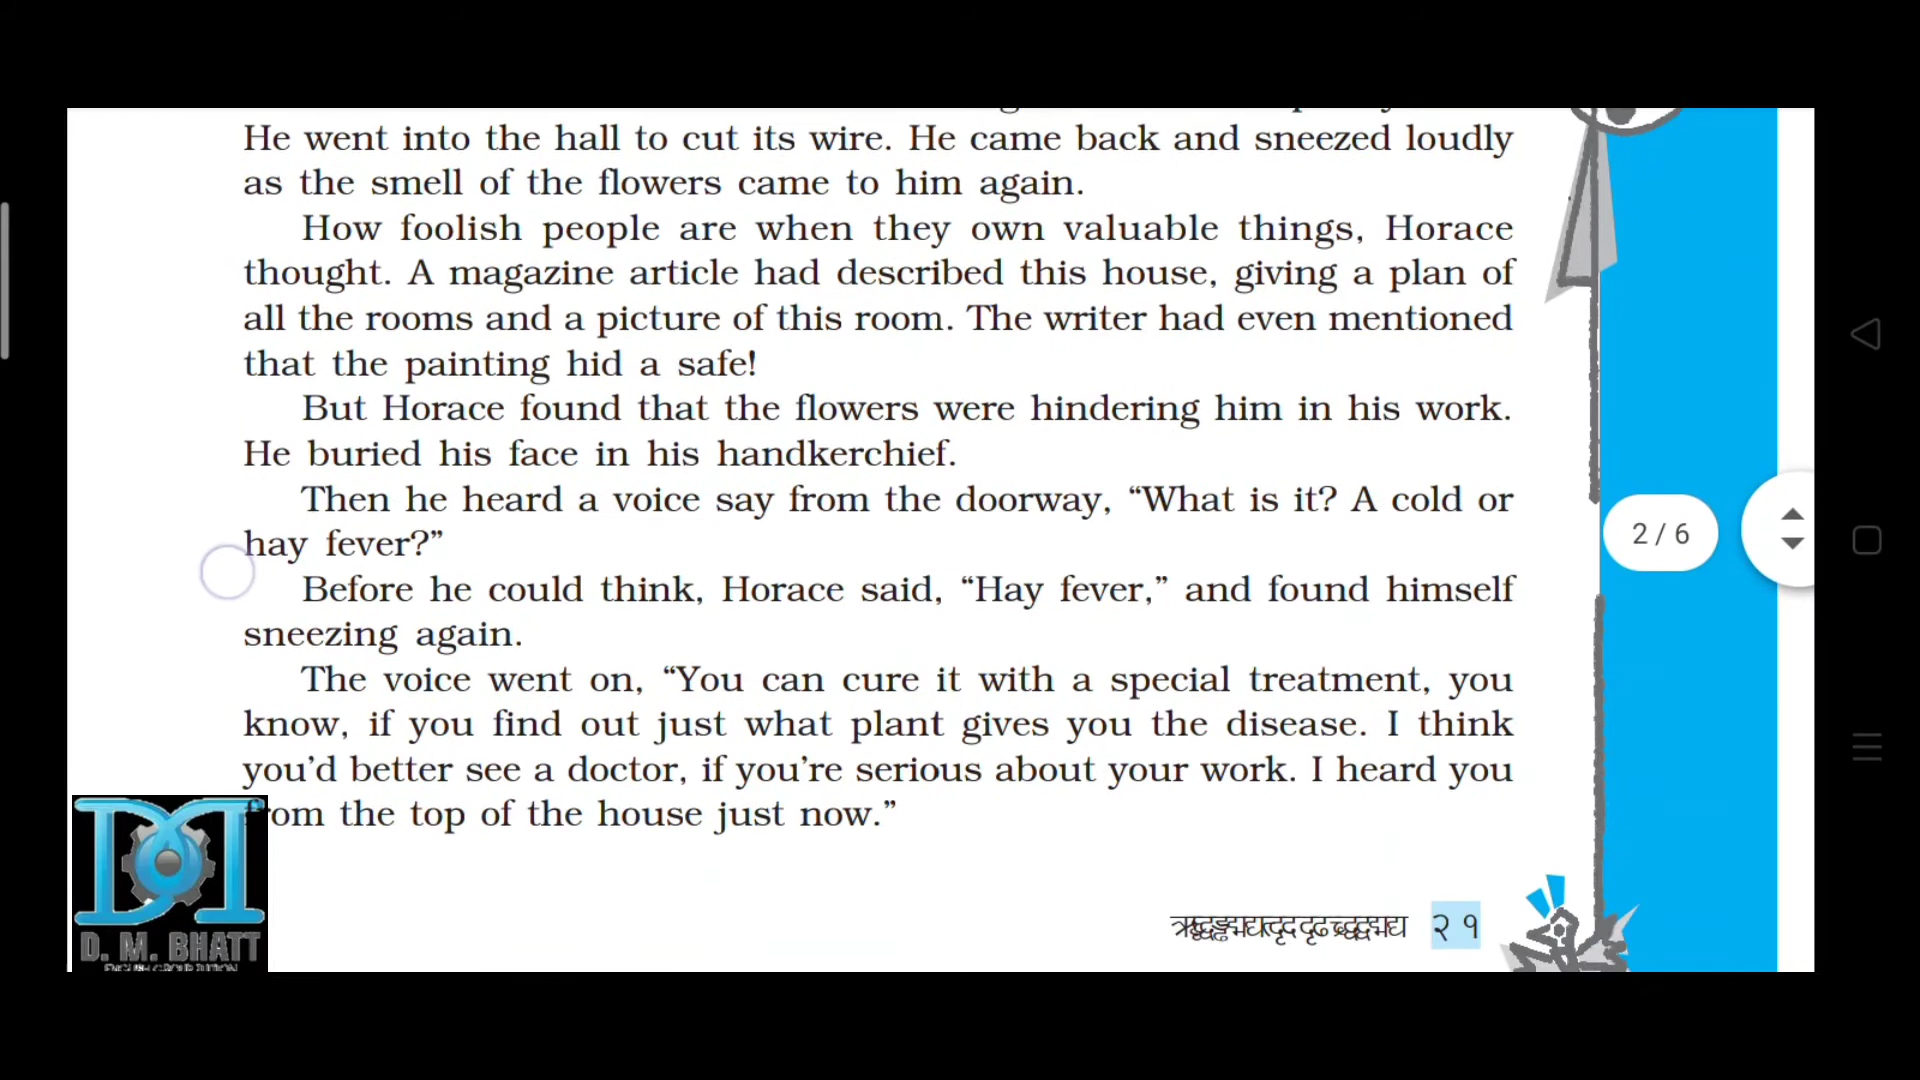 He went into the hall to cut its wire. He came back and sneezed loudly
as the smell of the flowers came to him again.
How foolish people are when they own valuable things, Horace
thought. A magazine article had described this house, giving a plan of
all the rooms and a picture of this room. The writer had even mentioned
that the painting hid a safe!
But Horace found that the flowers were hindering him in his work.
He buried his face in his handkerchief.
Then he heard a voice say from the doorway, “What is it? A cold or
hay fever?”
Before he could think, Horace said, “Hay fever,” and found himself
sneezing again.
The voice went on, “You can cure it with a special treatment, you
know, if you find out just what plant gives you the disease. I think
you’d better see a doctor, if you’re serious about your work. I heard you
from the top of the house just now.”
2 / 6
D. M. BHATT
२१